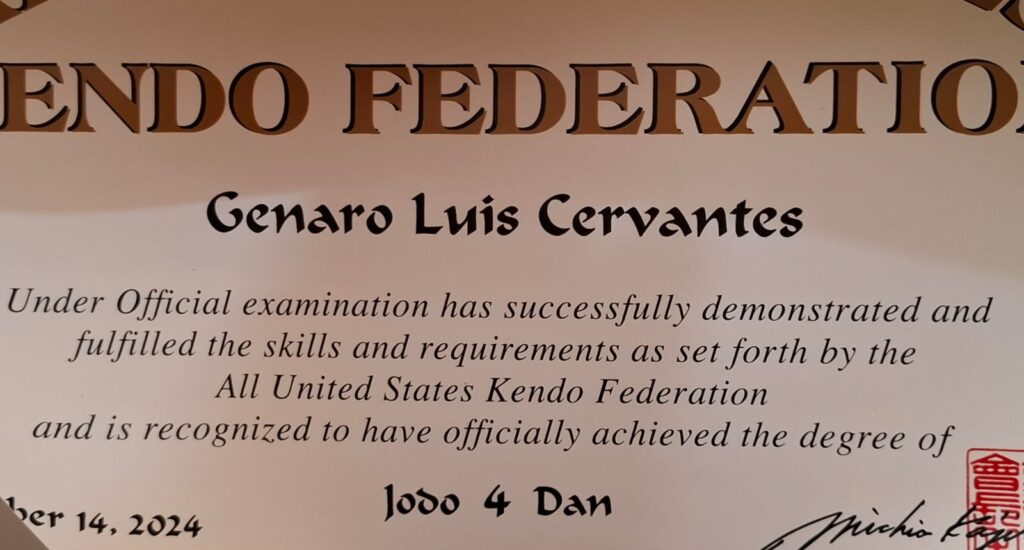 ENDO FEDERATIO
Genaro Luis Cervantes
Under Official examination has successfully demonstrated and
fulfilled the skills and requirements as set forth by the
All United States Kendo Federation
and is recognized to have officially achieved the degree of
Jodo 4 Dan
ber 14, 2024